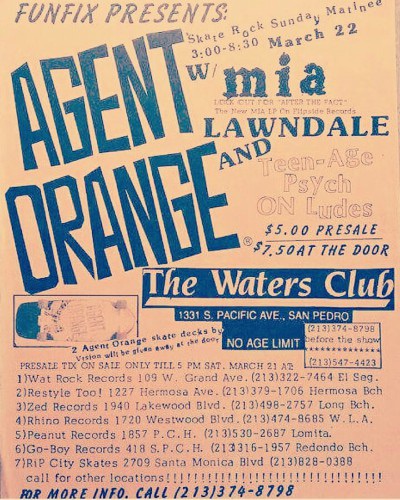 FUNFIX PRESENTS:
Skate Rock Sunday Matinee
3:00-8:30 March 22
AGENT
ORANGE®
W/ mia
LOOK OUT FOR "AFTER THE FACT"
The New MIA LP On Flipside Records
LAWNDALE
AND
Teen-Age
Psych
ON Ludes
$5.00 PRESALE
$7.50 AT THE DOOR
The Waters Club
1331 S. PACIFIC AVE., SAN PEDRO
2 Agent Orange skate decks by
Vision will be given away at the door
NO AGE LIMIT
(213)374-8798
before the show
(213)547-4423
PRESALE TIX ON SALE ONLY TILL 5 PM SAT. MARCH 21 AT:
1)Wat Rock Records 109 W. Grand Ave. (213)322-7464 El Seg.
2)Restyle Too! 1227 Hermosa Ave. (213)379-1706 Hermosa Bch
3)Zed Records 1940 Lakewood Blvd. (213)498-2757 Long Bch.
4)Rhino Records 1720 Westwood Blvd. (213)474-8685 W.L.A.
5)Peanut Records 1857 P.C.H. (213)530-2687 Lomita.
6)Go-Boy Records 418 S.P.C.H. (213)316-1957 Redondo Bch.
7)RiP City Skates 2709 Santa Monica Blvd (213)828-0388
call for other locations!!!!!!!!!!!!!!!!!!!!!!!!!!!!!!
FOR MORE INFO. CALL (213)374-8798